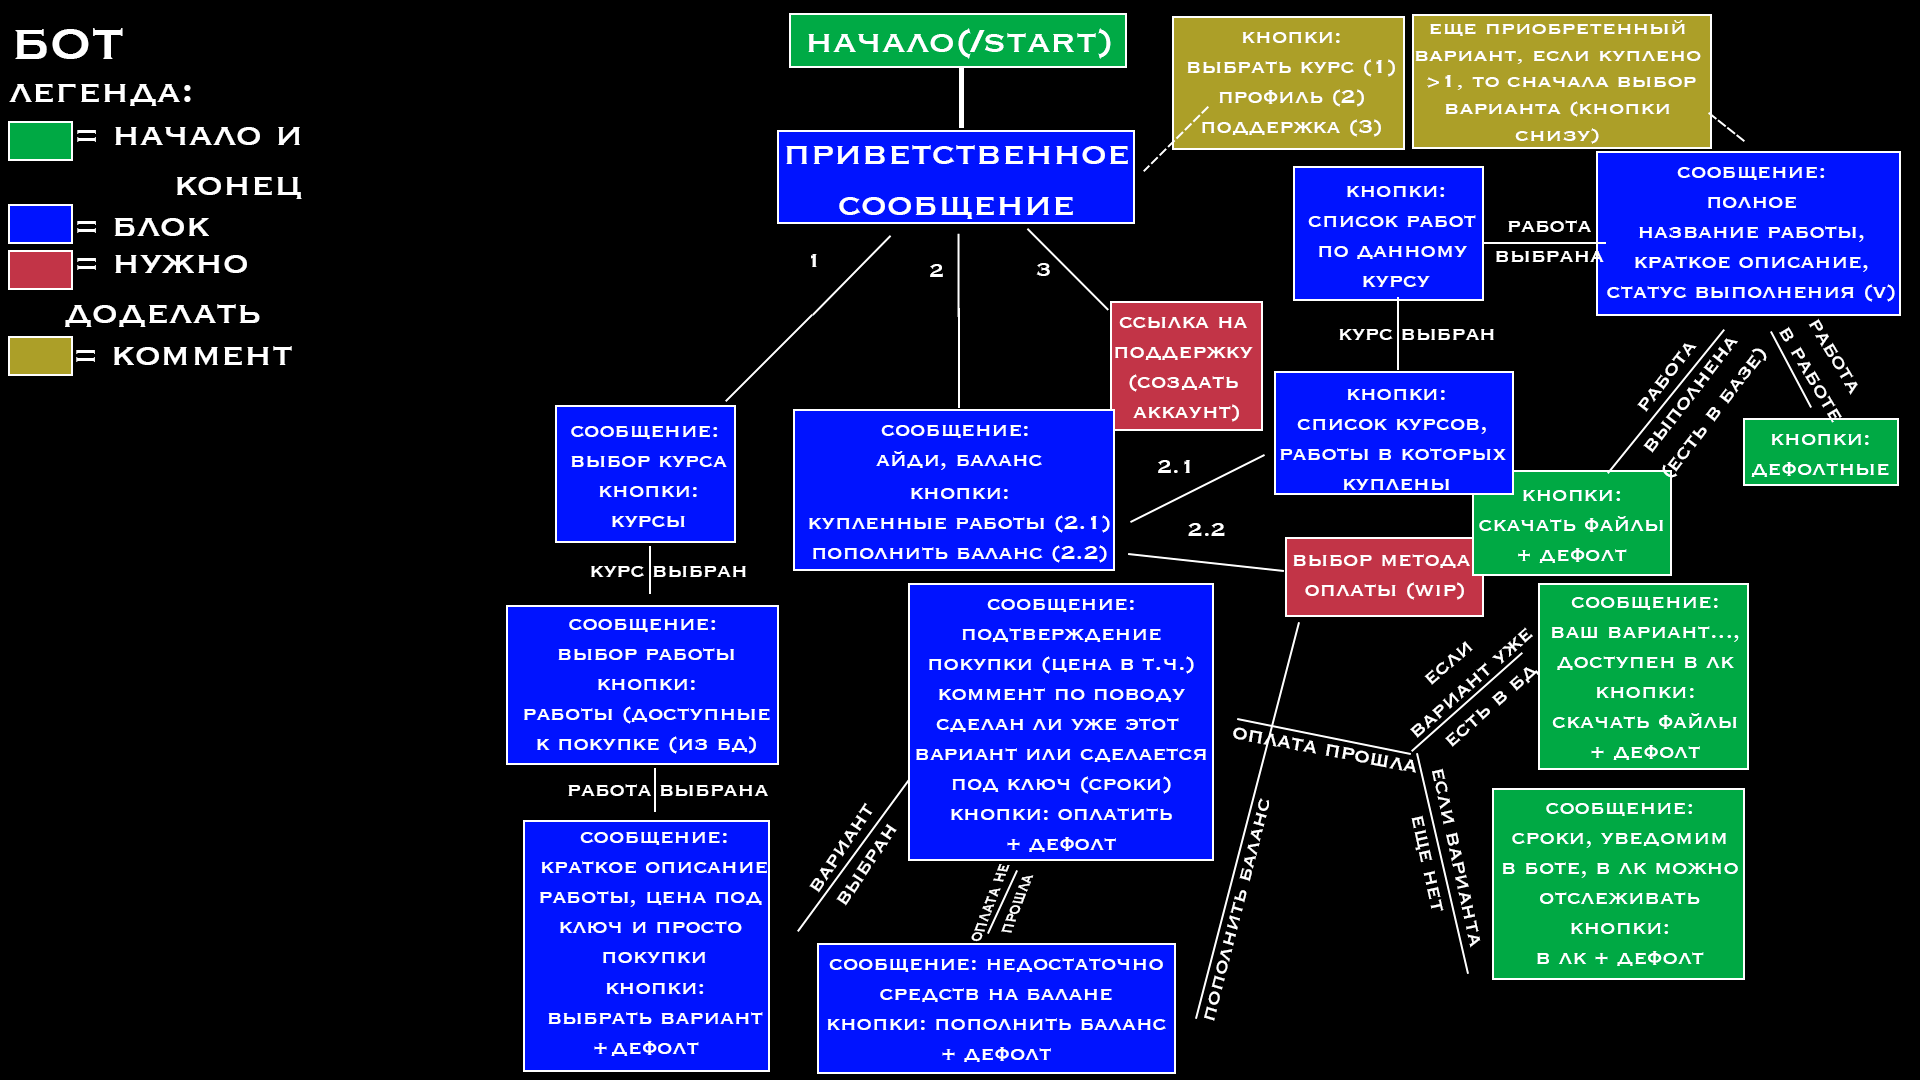 БОТ
ЛЕГЕНДА:
= НАЧАЛО И
КОНЕЦ
= БЛОК
= НУЖНО
ДОДЕЛАТЬ
= КОММЕНТ
НАЧАЛО(/START)
ПРИВЕТСТВЕННОЕ
СООБЩЕНИЕ
КНОПКИ:
ВЫБРАТЬ КУРС (1)
ПРОФИЛЬ (2)
ПОДДЕРЖКА (3)
ЕЩЕ ПРИОБРЕТЕННЫЙ
ВАРИАНТ, ЕСЛИ КУПЛЕНО
>1, ТО СНАЧАЛА ВЫБОР
ВАРИАНТА (КНОПКИ
СНИЗУ)
1
2
3
СООБЩЕНИЕ:
ВЫБОР КУРСА
КНОПКИ:
КУРСЫ
КУРС ВЫБРАН
СООБЩЕНИЕ:
ВЫБОР РАБОТЫ
КНОПКИ:
РАБОТЫ (ДОСТУПНЫЕ
К ПОКУПКЕ (ИЗ БД)
РАБОТА ВЫБРАНА
СООБЩЕНИЕ:
КРАТКОЕ ОПИСАНИЕ
РАБОТЫ, ЦЕНА ПОД
КЛЮЧ И ПРОСТО
ПОКУПКИ
КНОПКИ:
ВЫБРАТЬ ВАРИАНТ
+ДЕФОЛТ
ВАРИАНТ
ВЫБРАН
СООБЩЕНИЕ:
ПОДТВЕРЖДЕНИЕ
ПОКУПКИ (ЦЕНА В Т.Ч.)
КОММЕНТ ПО ПОВОДУ
СДЕЛАН ЛИ УЖЕ ЭТОТ
ВАРИАНТ ИЛИ СДЕЛАЕТСЯ
ПОД КЛЮЧ (СРОКИ)
КНОПКИ: ОПЛАТИТЬ
+ ДЕФОЛТ
ОПЛАТА НЕ
ПРОШЛА
СООБЩЕНИЕ: НЕДОСТАТОЧНО
СРЕДСТВ НА БАЛАНЕ
КНОПКИ: ПОПОЛНИТЬ БАЛАНС
+ ДЕФОЛТ
ПОПОЛНИТЬ БАЛАНС
ОПЛАТА ПРОШЛА
ЕСЛИ
ВАРИАНТ УЖЕ
ЕСТЬ В БД
СООБЩЕНИЕ:
ВАШ ВАРИАНТ...,
ДОСТУПЕН В ЛК
КНОПКИ:
СКАЧАТЬ ФАЙЛЫ
+ ДЕФОЛТ
ЕСЛИ ВАРИАНТА
ЕЩЕ НЕТ
СООБЩЕНИЕ:
СРОКИ, УВЕДОМИМ
В БОТЕ, В ЛК МОЖНО
ОТСЛЕЖИВАТЬ
КНОПКИ:
В ЛК + ДЕФОЛТ
СООБЩЕНИЕ:
АЙДИ, БАЛАНС
КНОПКИ:
КУПЛЕННЫЕ РАБОТЫ (2.1)
ПОПОЛНИТЬ БАЛАНС (2.2)
ССЫЛКА НА
ПОДДЕРЖКУ
(СОЗДАТЬ
АККАУНТ)
2.1
2.2
ВЫБОР МЕТОДА
ОПЛАТЫ (WIP)
КНОПКИ:
СПИСОК КУРСОВ,
РАБОТЫ В КОТОРЫХ
КУПЛЕНЫ
КУРС ВЫБРАН
КНОПКИ:
СПИСОК РАБОТ
ПО ДАННОМУ
КУРСУ
РАБОТА
ВЫБРАНА
СООБЩЕНИЕ:
ПОЛНОЕ
НАЗВАНИЕ РАБОТЫ,
КРАТКОЕ ОПИСАНИЕ,
СТАТУС ВЫПОЛНЕНИЯ (V)
РАБОТА
ВЫПОЛНЕНА
(ЕСТЬ В БАЗЕ)
КНОПКИ:
СКАЧАТЬ ФАЙЛЫ
+ ДЕФОЛТ
РАБОТА
В РАБОТЕ
КНОПКИ:
ДЕФОЛТНЫЕ